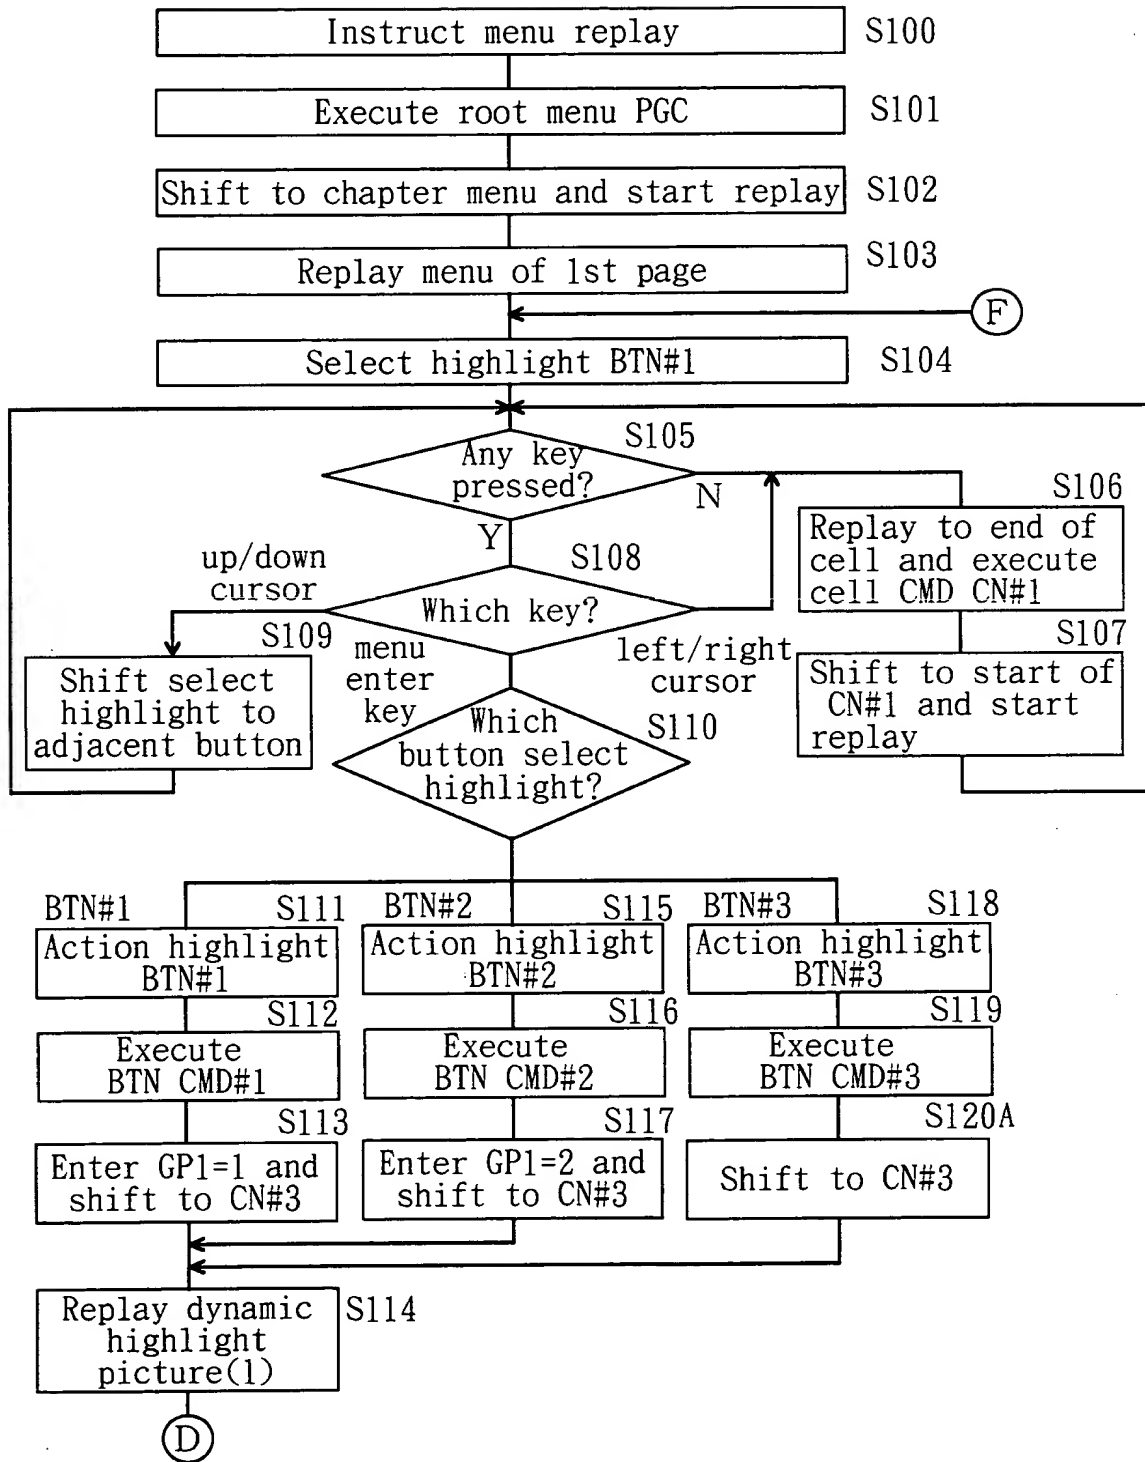 Instruct menu replay
S100
Execute root menu PGC
S101
Shift to chapter menu and start replay
S102
Replay menu of 1st page
S103
F
Select highlight BTN#1
S104
S105
Any key
pressed?
N
Y
S106
Replay to end of
cell and execute
cell CMD CN#1
S107
Shift to start of
CN#1 and start
replay
up/down
cursor
S108
Which key?
S109
Shift select
highlight to
adjacent button
menu
enter
key
left/right
cursor
S110
Which
button select
highlight?
BTN#1
S111
Action highlight
BTN#1
S112
Execute
BTN CMD#1
S113
Enter GP1=1 and
shift to CN#3
BTN#2
S115
Action highlight
BTN#2
S116
Execute
BTN CMD#2
S117
Enter GP1=2 and
shift to CN#3
BTN#3
S118
Action highlight
BTN#3
S119
Execute
BTN CMD#3
S120A
Shift to CN#3
Replay dynamic
highlight
picture(1)
S114
D